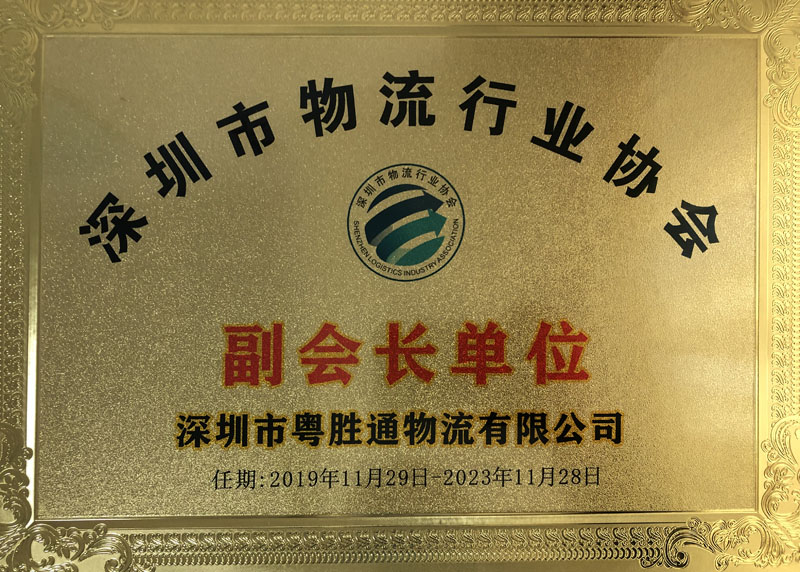 深圳市物流行业协会
深圳市物流行业协会
SHENZHEN LOGISTICS INDUSTRY ASSOCIATION
副会长单位
深圳市粤胜通物流有限公司
任期:2019年11月29日-2023年11月28日